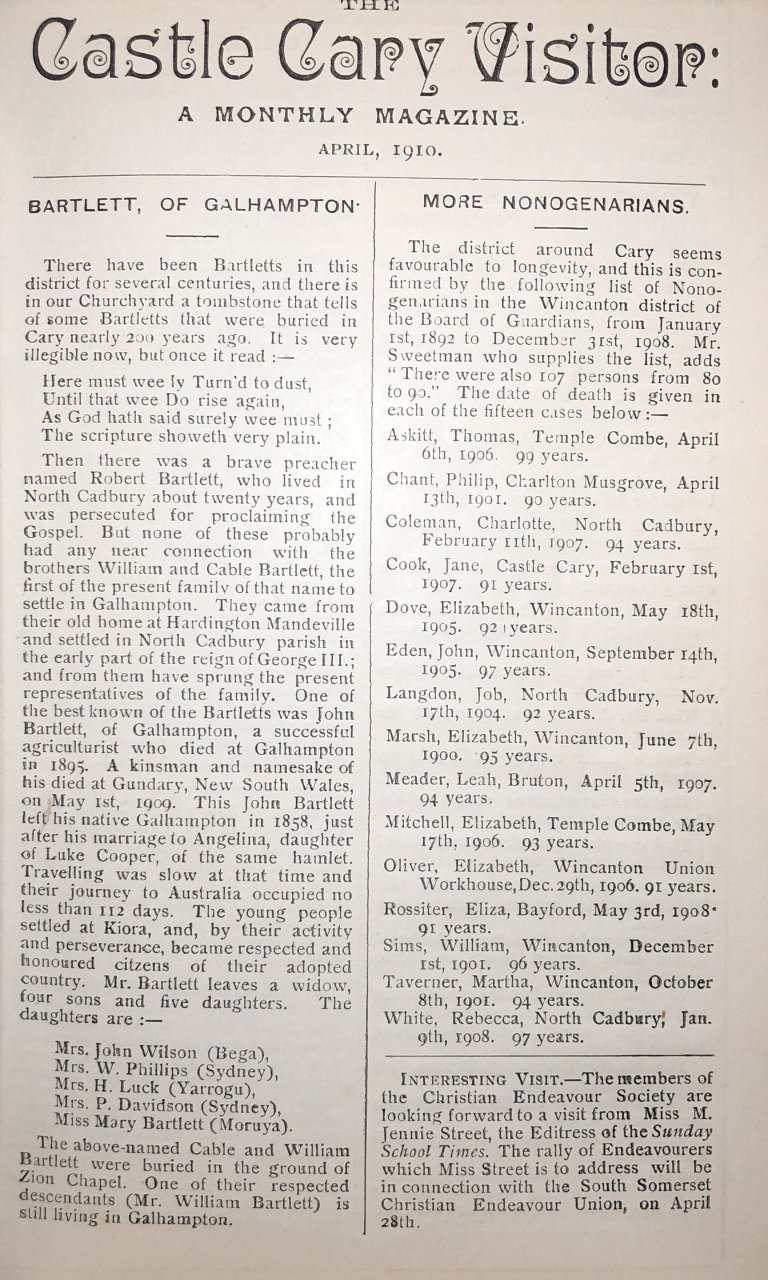 THE
Castle Cary Visitor:
A MONTHLY MAGAZINE.
APRIL, 1910.
BARTLETT, OF GALHAMPTON.
There have been Bartletts in this
district for several centuries, and there is
in our Churchyard a tombstone that tells
of some Bartletts that were buried in
Cary nearly 200 years ago. It is very
illegible now, but once it read :—
Here must wee ly Turn'd to dust,
Until that wee Do rise again,
As God hath said surely wee must ;
The scripture showeth very plain.
Then there was a brave preacher
named Robert Bartlett, who lived in
North Cadbury about twenty years, and
was persecuted for proclaiming the
Gospel. But none of these probably
had any near connection with the
brothers William and Cable Bartlett, the
first of the present family of that name to
settle in Galhampton. They came from
their old home at Hardington Mandeville
and settled in North Cadbury parish in
the early part of the reign of George III.;
and from them have sprung the present
representatives of the family. One of
the best known of the Bartletts was John
Bartlett, of Galhampton, a successful
agriculturist who died at Galhampton
in 1895. A kinsman and namesake of
his died at Gundary, New South Wales,
on May 1st, 1909. This John Bartlett
left his native Galhampton in 1858, just
after his marriage to Angelina, daughter
of Luke Cooper, of the same hamlet.
Travelling was slow at that time and
their journey to Australia occupied no
less than 112 days. The young people
settled at Kiora, and, by their activity
and perseverance, became respected and
honoured citzens of their adopted
country. Mr. Bartlett leaves a widow,
four sons and five daughters. The
daughters are :—
Mrs. John Wilson (Bega),
Mrs. W. Phillips (Sydney),
Mrs. H. Luck (Yarrogu),
Mrs. P. Davidson (Sydney),
Miss Mary Bartlett (Moruya).
The above-named Cable and William
Bartlett were buried in the ground of
Zion Chapel. One of their respected
descendants (Mr. William Bartlett) is
still living in Galhampton.
MORE NONOGENARIANS.
The district around Cary seems
favourable to longevity, and this is con-
firmed by the following list of Nono-
genarians in the Wincanton district of
the Board of Guardians, from January
1st, 1892 to December 31st, 1908. Mr.
Sweetman who supplies the list, adds
"There were also 107 persons from 80
to 90." The date of death is given in
each of the fifteen cases below :—
Askitt, Thomas, Temple Combe, April
6th, 1906. 99 years.
Chant, Philip, Charlton Musgrove, April
13th, 1901. 90 years.
Coleman, Charlotte, North Cadbury,
February 11th, 1907. 94 years.
Cook, Jane, Castle Cary, February 1st,
1907. 91 years.
Dove, Elizabeth, Wincanton, May 18th,
1905. 92 years.
Eden, John, Wincanton, September 14th,
1905. 97 years.
Langdon, Job, North Cadbury, Nov.
17th, 1904. 92 years.
Marsh, Elizabeth, Wincanton, June 7th,
1900. 95 years.
Meader, Leah, Bruton, April 5th, 1907.
94 years.
Mitchell, Elizabeth, Temple Combe, May
17th, 1906. 93 years.
Oliver, Elizabeth, Wincanton Union
Workhouse, Dec. 29th, 1906. 91 years.
Rossiter, Eliza, Bayford, May 3rd, 1908.
91 years.
Sims, William, Wincanton, December
1st, 1901. 96 years.
Taverner, Martha, Wincanton, October
8th, 1901. 94 years.
White, Rebecca, North Cadbury, Jan.
9th, 1908. 97 years.
INTERESTING VISIT.—The members of
the Christian Endeavour Society are
looking forward to a visit from Miss M.
Jennie Street, the Editress of the Sunday
School Times. The rally of Endeavourers
which Miss Street is to address will be
in connection with the South Somerset
Christian Endeavour Union, on April
28th.